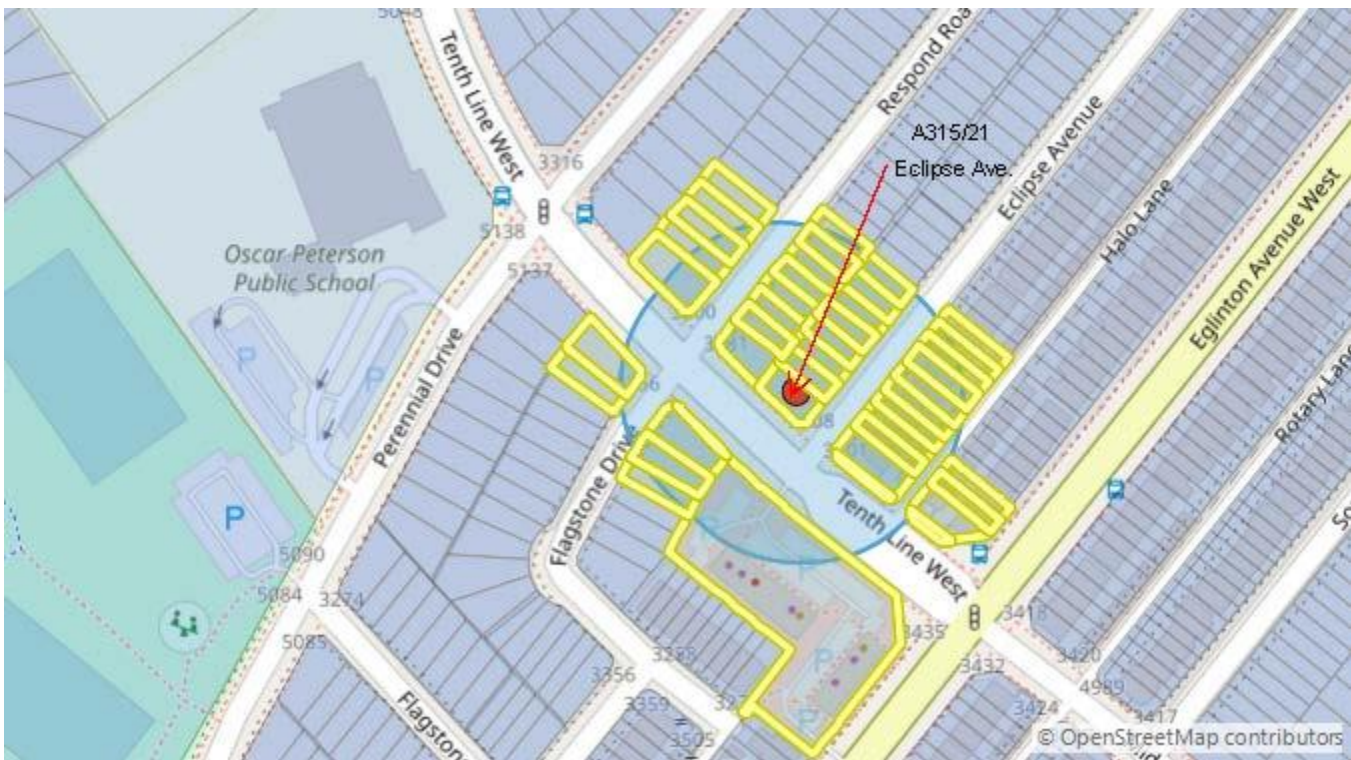 Tenth Line West
Respond Roa
A315/21
Eclipse Ave.
Eclipse Avenue
3316
5138
5137
Oscar Peterson
Public School
Halo Lane
Eglinton Avenue West
P
P
Perennial Drive
Rotary Lane
Flagstone Drive
P
Tenth Line West
5090
5084
3274
5085
P
3435
3418
3432
3420
4989
3356
3359
3424
3417
P
Flagstone
3505
© OpenStreetMap contributors